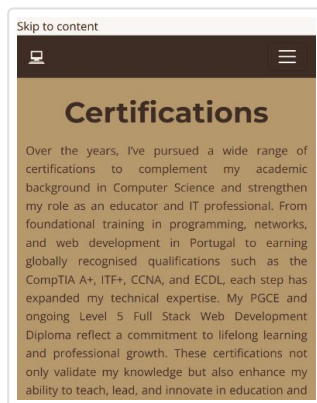 Skip to content
Certifications
Over the years, I've pursued a wide range of
certifications to complement my academic
background in Computer Science and strengthen
my role as an educator and IT professional. From
foundational training in programming, networks,
and web development in Portugal to earning
globally recognised qualifications such as the
CompTIA A+, ITF+, CCNA, and ECDL, each step has
expanded my technical expertise. My PGCE and
ongoing Level 5 Full Stack Web Development
Diploma reflect a commitment to lifelong learning
and professional growth. These certifications not
only validate my knowledge but also enhance my
ability to teach, lead, and innovate in education and